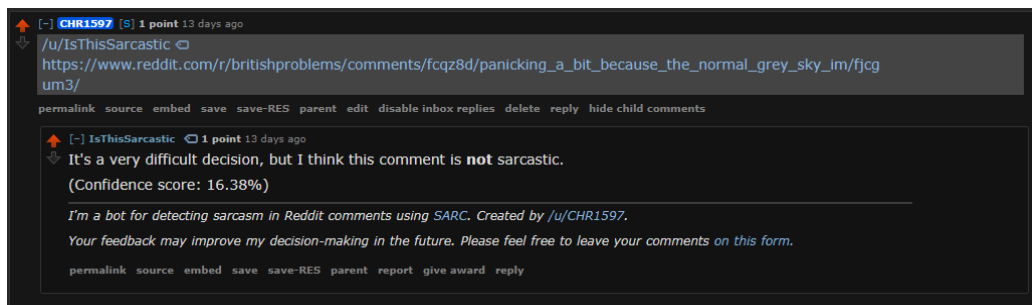 [-] CHR1597 [S] 1 point 13 days ago
/u/IsThisSarcastic
https://www.reddit.com/r/britishproblems/comments/fcqz8d/panicking_a_bit_because_the_normal_grey_sky_im/fjcg
um3/
permalink source embed save save-RES parent edit disable inbox replies delete reply hide child comments
[-] IsThisSarcastic 1 point 13 days ago
It's a very difficult decision, but I think this comment is not sarcastic.
(Confidence score: 16.38%)
I'm a bot for detecting sarcasm in Reddit comments using SARC. Created by /u/CHR1597.
Your feedback may improve my decision-making in the future. Please feel free to leave your comments on this form.
permalink source embed save save-RES parent report give award reply